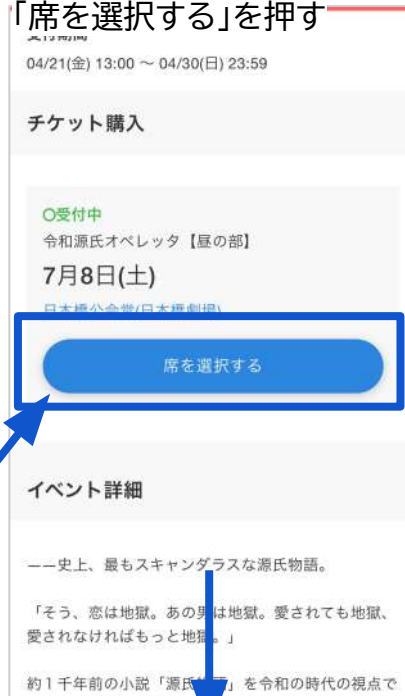 「席を選択する」を押す
受付期間
04/21(金) 13:00 ～ 04/30(日) 23:59
チケット購入
〇受付中
令和源氏オペレッタ【昼の部】
7月8日(土)
日本橋公会堂(日本橋劇場)
席を選択する
イベント詳細
——史上、最もスキャンダラスな源氏物語。
「そう、恋は地獄。あの男は地獄。愛されても地獄、
愛されなければもっと地獄。」
約1千年前の小説「源氏物語」を令和の時代の視点で